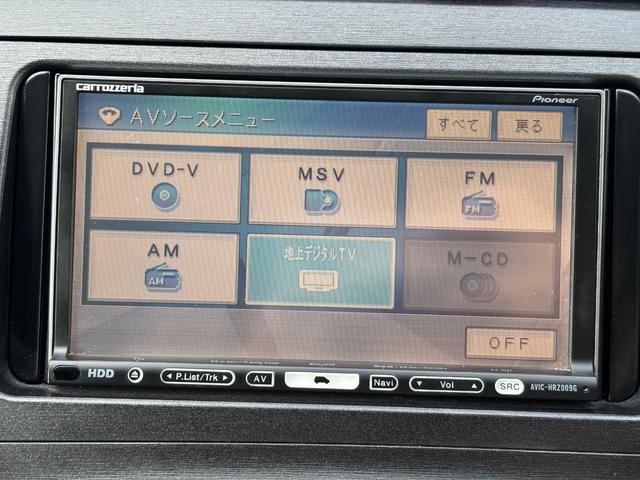 carrozzeria
Pioneer
AVソースメニュー
すべて
戻る
DVD-V
MSV
FM
FM
AM
AM
地上デジタルTV
M-CD
OFF
HDD
P.List/Trk
AV
Navi
Vol
SRC
AVIC-HRZ009G